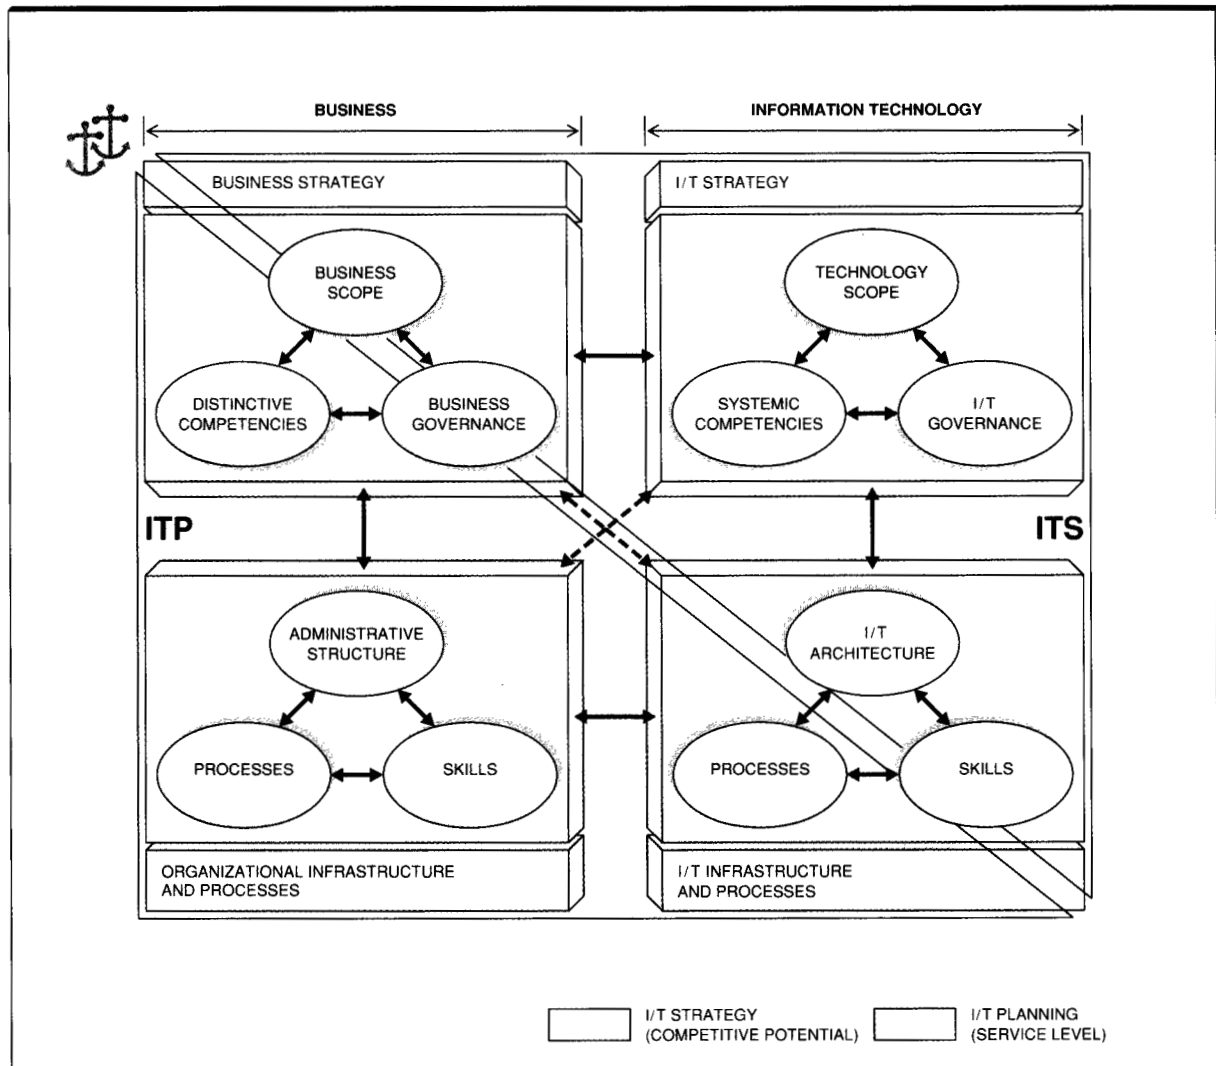 BUSINESS
INFORMATION TECHNOLOGY
BUSINESS STRATEGY
I/T STRATEGY
BUSINESS
SCOPE
TECHNOLOGY
SCOPE
DISTINCTIVE
COMPETENCIES
BUSINESS
GOVERNANCE
SYSTEMIC
COMPETENCIES
I/T
GOVERNANCE
ITP
ITS
ADMINISTRATIVE
STRUCTURE
I/T
ARCHITECTURE
PROCESSES
SKILLS
PROCESSES
SKILLS
ORGANIZATIONAL INFRASTRUCTURE
AND PROCESSES
I/T INFRASTRUCTURE
AND PROCESSES
I/T STRATEGY
(COMPETITIVE POTENTIAL)
I/T PLANNING
(SERVICE LEVEL)